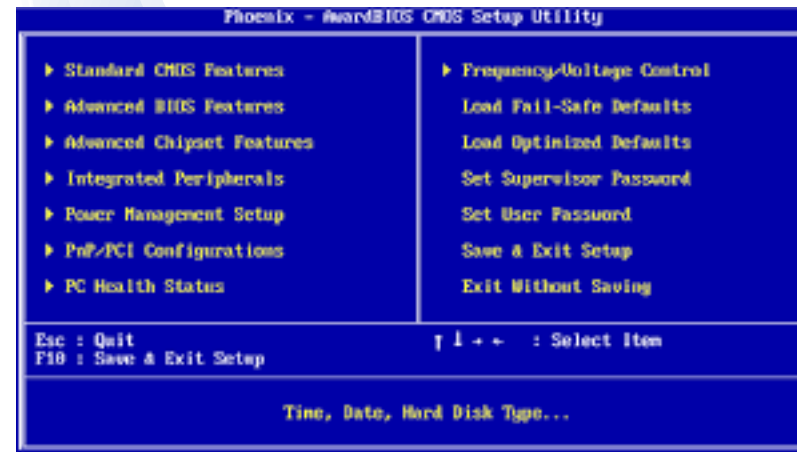 Phoenix - AwardBIOS CMOS Setup Utility
▶ Standard CMOS Features
▶ Advanced BIOS Features
▶ Advanced Chipset Features
▶ Integrated Peripherals
▶ Power Management Setup
▶ PnP/PCI Configurations
▶ PC Health Status
▶ Frequency/Voltage Control
Load Fail-Safe Defaults
Load Optimized Defaults
Set Supervisor Password
Set User Password
Save & Exit Setup
Exit Without Saving
Esc : Quit
F10 : Save & Exit Setup
↑ ↓ → ← : Select Item
Time, Date, Hard Disk Type...